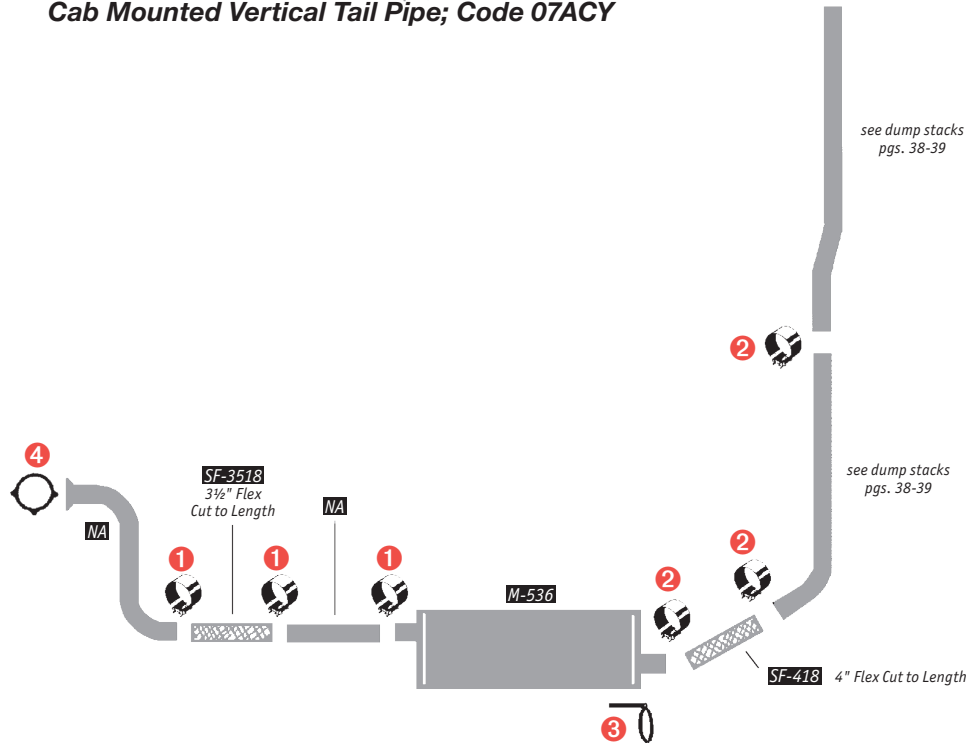 Cab Mounted Vertical Tail Pipe; Code 07ACY
see dump stacks
pgs. 38-39
2
4
SF-3518
3½" Flex
Cut to Length
NA
NA
see dump stacks
pgs. 38-39
1
1
1
2
2
M-536
SF-418 4" Flex Cut to Length
3